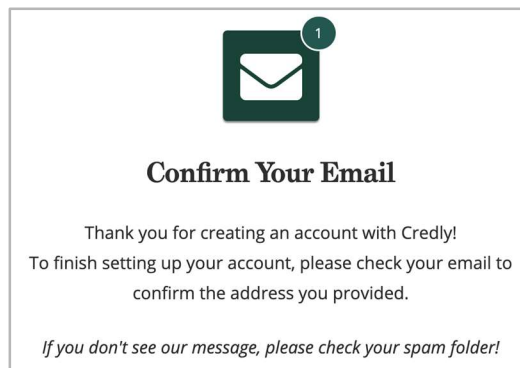 1
Confirm Your Email
Thank you for creating an account with Credly!
To finish setting up your account, please check your email to
confirm the address you provided.
If you don't see our message, please check your spam folder!